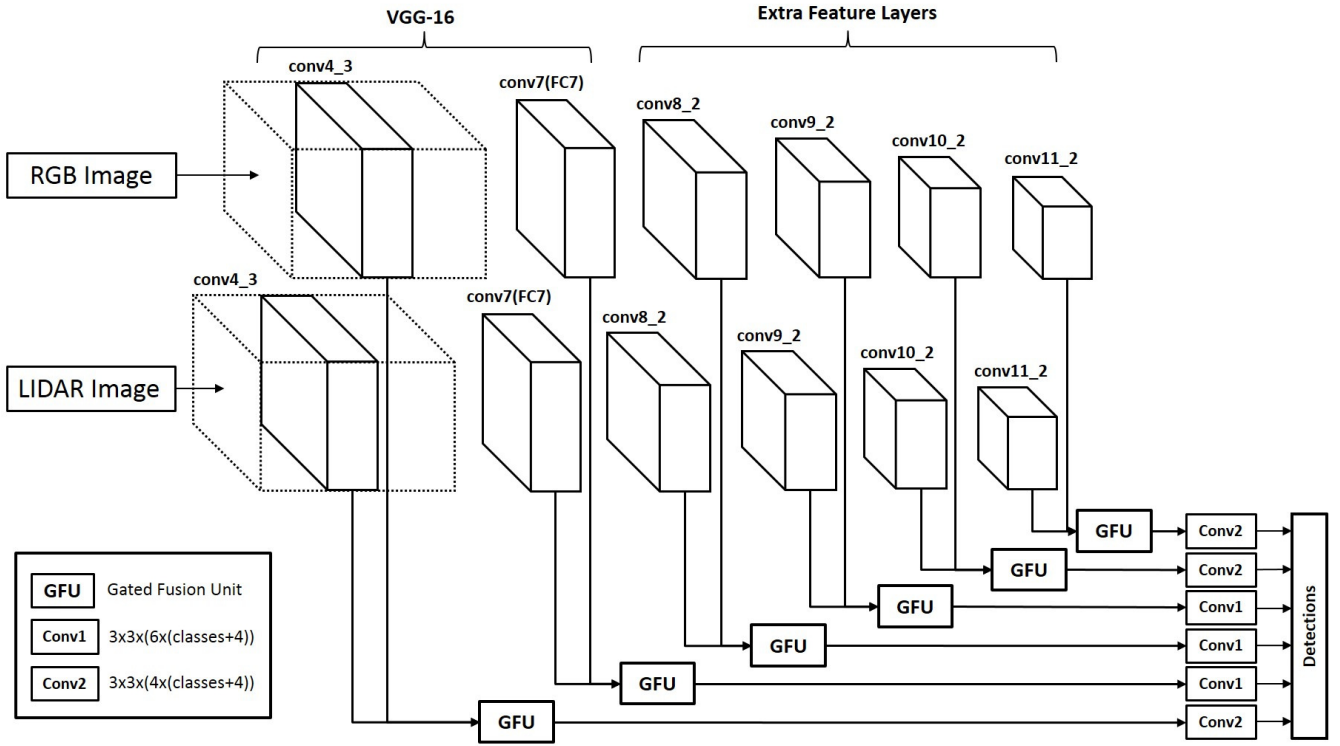 VGG-16
Extra Feature Layers
conv4_3
conv7(FC7)
conv8_2
conv9_2
conv10_2
conv11_2
RGB Image
conv4_3
conv7(FC7)
conv8_2
conv9_2
conv10_2
conv11_2
LIDAR Image
GFU
Conv2
GFU
Conv2
GFU
Conv1
GFU
Conv1
GFU
Conv1
GFU
Conv2
Detections
GFU Gated Fusion Unit
Conv1 3x3x(6x(classes+4))
Conv2 3x3x(4x(classes+4))